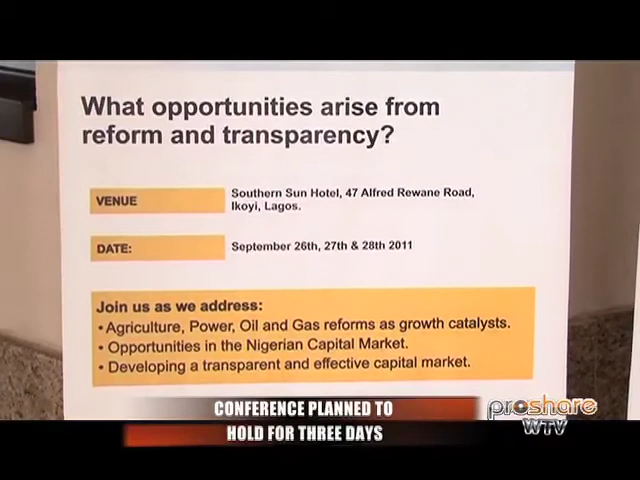 What opportunities arise from
reform and transparency?
VENUE
Southern Sun Hotel, 47 Alfred Rewane Road,
Ikoyi, Lagos.
DATE:
September 26th, 27th & 28th 2011
Join us as we address:
• Agriculture, Power, Oil and Gas reforms as growth catalysts.
• Opportunities in the Nigerian Capital Market.
• Developing a transparent and effective capital market.
CONFERENCE PLANNED TO
HOLD FOR THREE DAYS
proshare
WTV